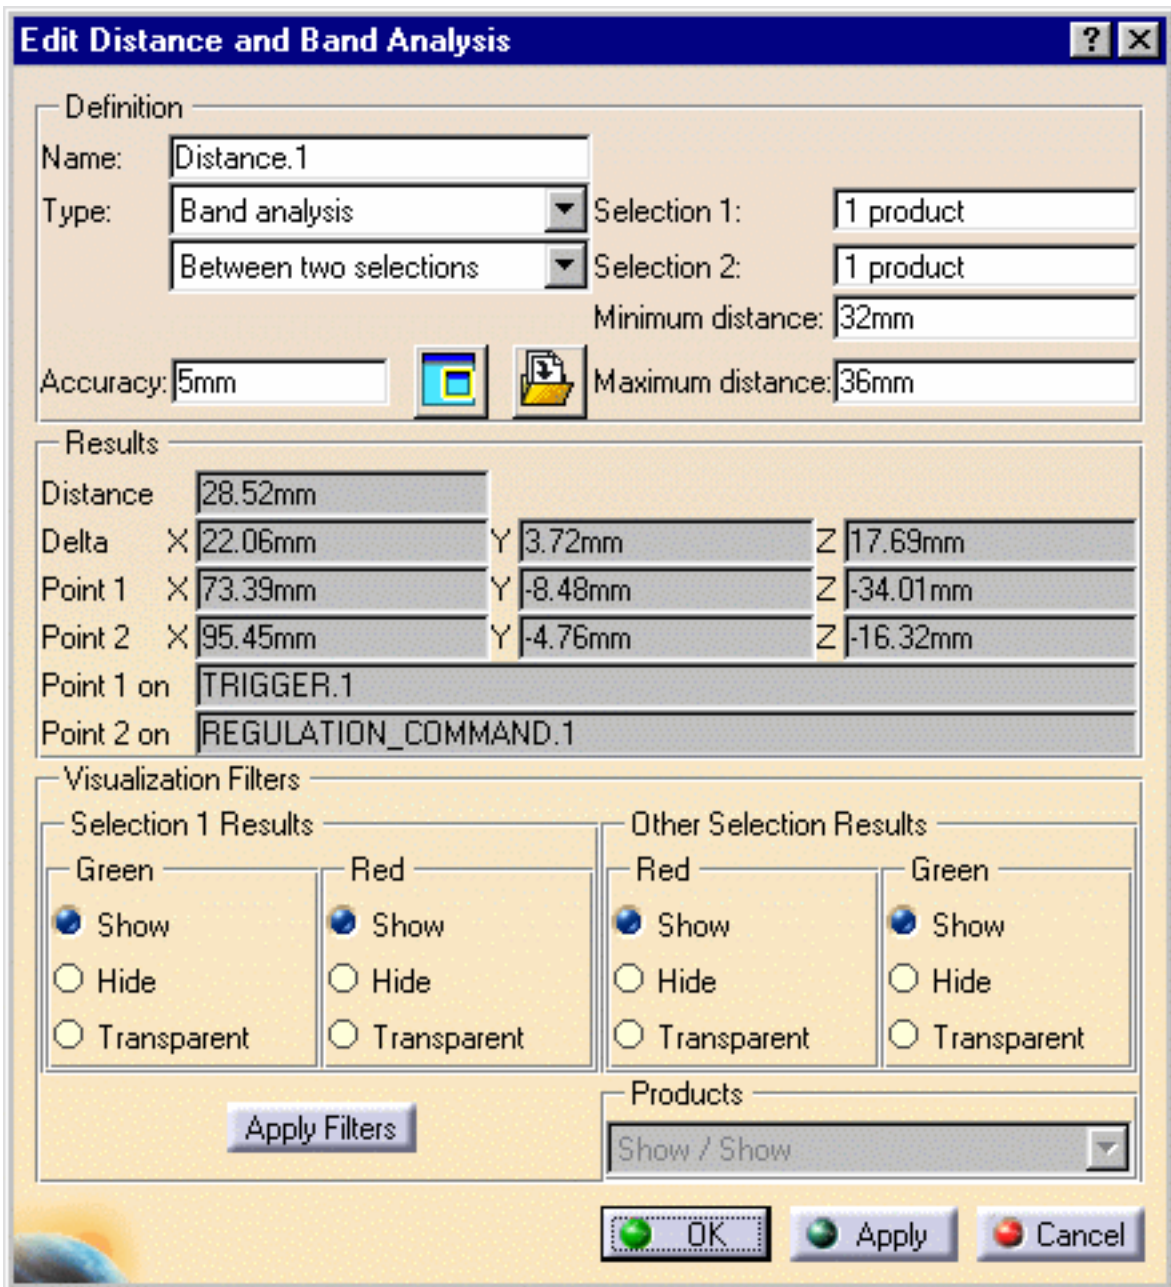 Edit Distance and Band Analysis ? X
Definition
Name: Distance.1
Type: Band analysis Selection 1: 1 product
Between two selections Selection 2: 1 product
Minimum distance: 32mm
Accuracy: 5mm Maximum distance: 36mm
Results
Distance 28.52mm
Delta X 22.06mm Y 3.72mm Z 17.69mm
Point 1 X 73.39mm Y -8.48mm Z -34.01mm
Point 2 X 95.45mm Y -4.76mm Z -16.32mm
Point 1 on TRIGGER.1
Point 2 on REGULATION_COMMAND.1
Visualization Filters
Selection 1 Results Other Selection Results
Green Red Red Green
Show Show Show Show
Hide Hide Hide Hide
Transparent Transparent Transparent Transparent
Products
Apply Filters Show / Show
OK Apply Cancel